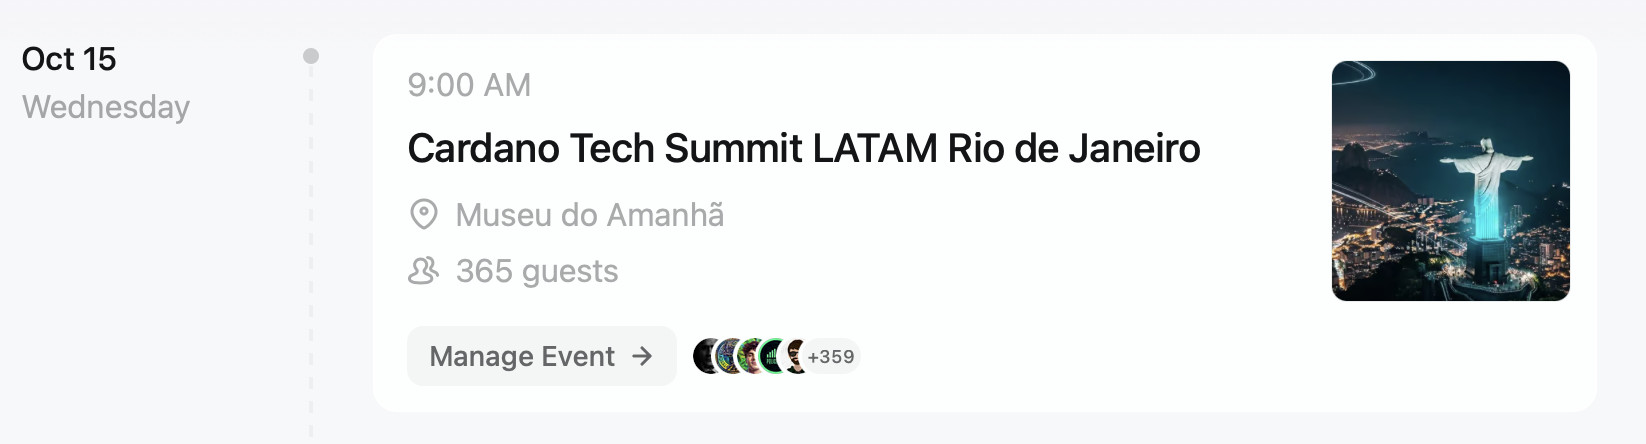 Oct 15
Wednesday
9:00 AM
Cardano Tech Summit LATAM Rio de Janeiro
Museu do Amanhã
365 guests
Manage Event →
+359